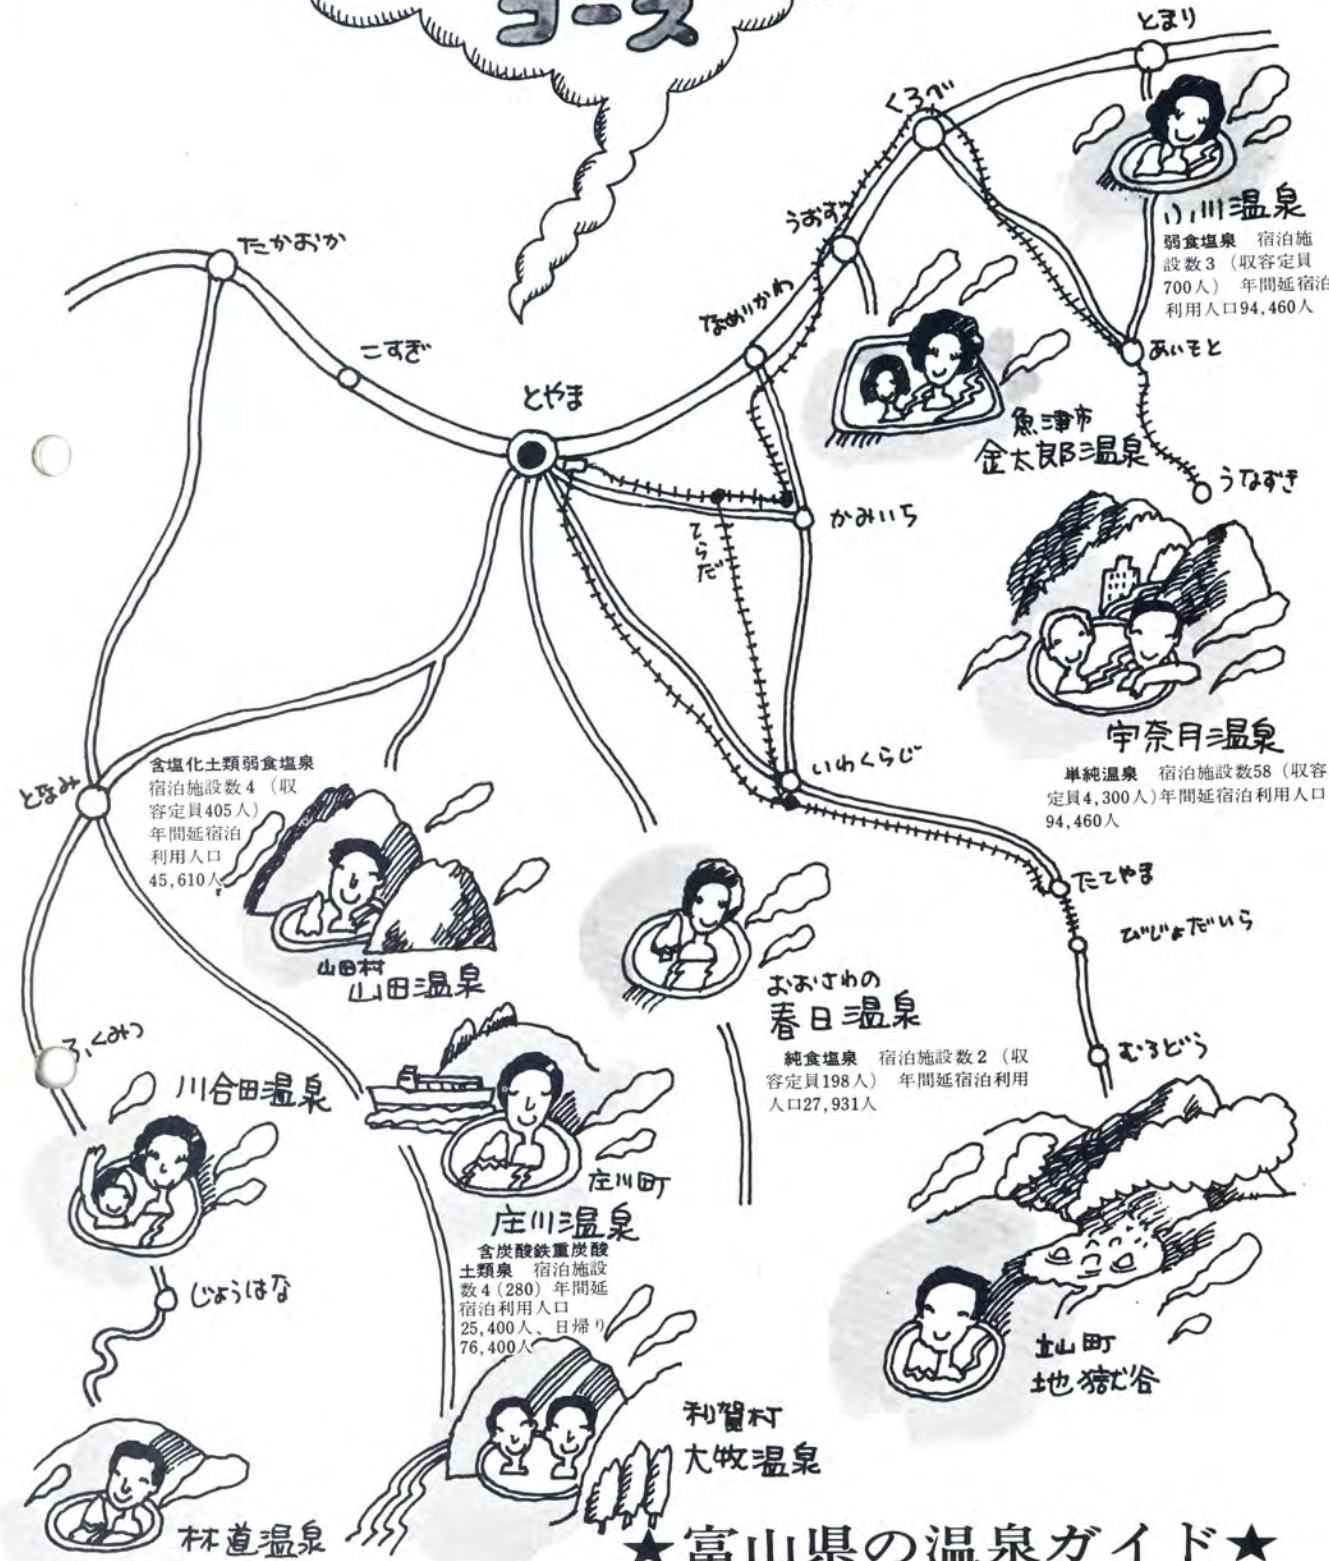 コース
とまり
くろべ
小川温泉
弱食塩泉　宿泊施
設数3（収容定員
700人）　年間延宿泊
利用人口94,460人
うおず
たかおか
なめりかわ
こすぎ
あいもと
とやま
魚津市
金太郎温泉
うなずき
かみいち
てらだ
宇奈月温泉
単純温泉　宿泊施設数58（収容
定員4,300人）年間延宿泊利用人口
94,460人
いわくらじ
となみ
含塩化土類弱食塩泉
宿泊施設数4（収
容定員405人）
年間延宿泊
利用人口
45,610人
たてやま
びじょだいら
山田村
山田温泉
おおさわの
春日温泉
純食塩泉　宿泊施設数2（収
容定員198人）　年間延宿泊利用
人口27,931人
むろどう
ふくみつ
川合田温泉
庄川町
庄川温泉
含炭酸鉄重炭酸
土類泉　宿泊施設
数4(280)年間延
宿泊利用人口
25,400人、日帰り
76,400人
じょうはな
立山町
地獄谷
利賀村
大牧温泉
林道温泉
★富山県の温泉ガイド★